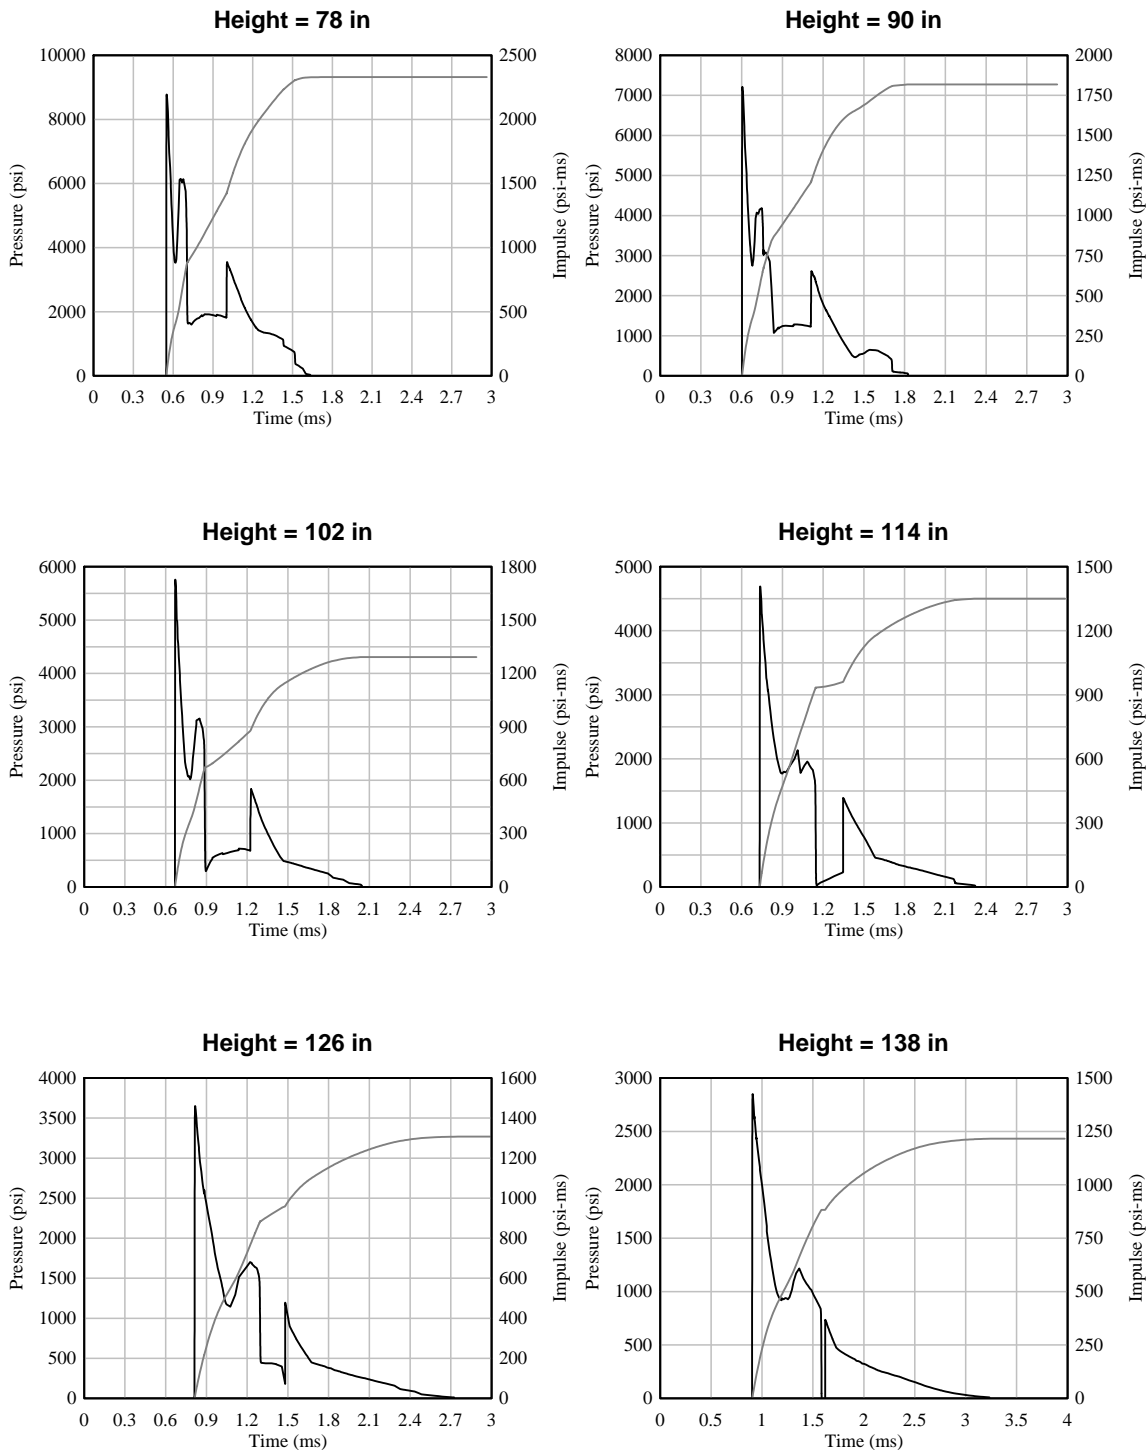 Height = 78 in
Height = 90 in
10000
8000
6000
4000
2000
0
2500
2000
1500
1000
500
0
Pressure (psi)
Impulse (psi-ms)
0 0.3 0.6 0.9 1.2 1.5 1.8 2.1 2.4 2.7 3
Time (ms)
8000
7000
6000
5000
4000
3000
2000
1000
0
2000
1750
1500
1250
1000
750
500
250
0
Pressure (psi)
Impulse (psi-ms)
0 0.3 0.6 0.9 1.2 1.5 1.8 2.1 2.4 2.7 3
Time (ms)
Height = 102 in
Height = 114 in
6000
5000
4000
3000
2000
1000
0
1800
1500
1200
900
600
300
0
Pressure (psi)
Impulse (psi-ms)
0 0.3 0.6 0.9 1.2 1.5 1.8 2.1 2.4 2.7 3
Time (ms)
5000
4000
3000
2000
1000
0
1500
1200
900
600
300
0
Pressure (psi)
Impulse (psi-ms)
0 0.3 0.6 0.9 1.2 1.5 1.8 2.1 2.4 2.7 3
Time (ms)
Height = 126 in
Height = 138 in
4000
3500
3000
2500
2000
1500
1000
500
0
1600
1400
1200
1000
800
600
400
200
0
Pressure (psi)
Impulse (psi-ms)
0 0.3 0.6 0.9 1.2 1.5 1.8 2.1 2.4 2.7 3
Time (ms)
3000
2500
2000
1500
1000
500
0
1500
1250
1000
750
500
250
0
Pressure (psi)
Impulse (psi-ms)
0 0.5 1 1.5 2 2.5 3 3.5 4
Time (ms)